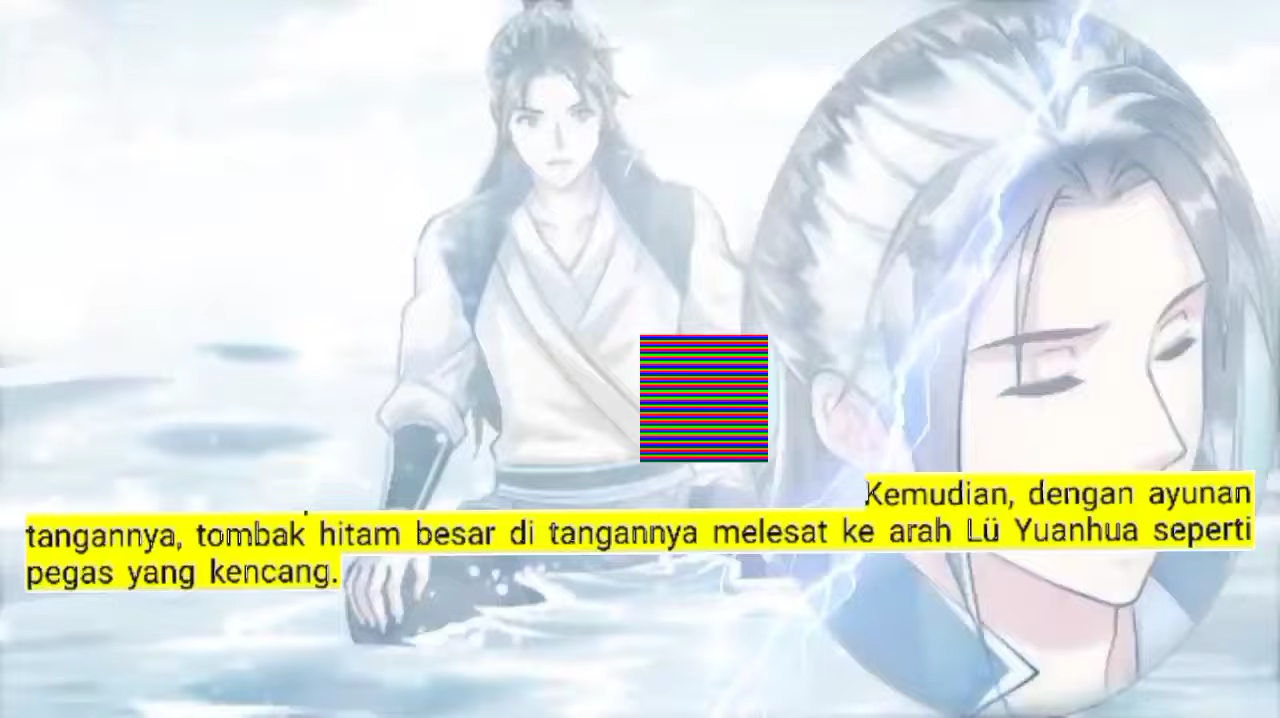 Kemudian, dengan ayunan
tangannya, tombak hitam besar di tangannya melesat ke arah Lü Yuanhua seperti
pegas yang kencang.